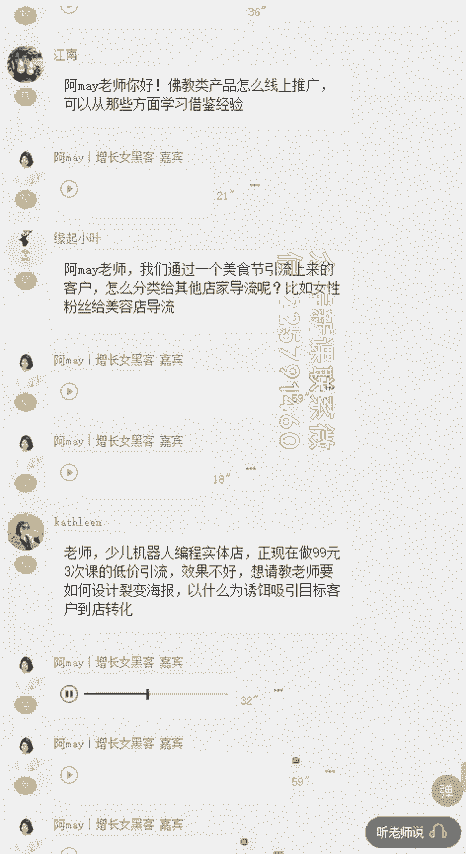 36"
江南
阿may老师你好！佛教类产品怎么线上推广，
可以从那些方面学习借鉴经验
阿may丨增长女黑客 嘉宾
21"
缘起小叶
阿may老师，我们通过一个美食节引流上来的
客户，怎么分类给其他店家导流呢？比如女性
粉丝给美容店导流
阿may丨增长女黑客 嘉宾
59"
阿may丨增长女黑客 嘉宾
18"
kathleen
老师，少儿机器人编程实体店，正现在做99元
3次课的低价引流，效果不好，想请教老师要
如何设计裂变海报，以什么为诱饵吸引目标客
户到店转化
阿may丨增长女黑客 嘉宾
32"
阿may丨增长女黑客 嘉宾
59"
阿may丨增长女黑客 嘉宾
听老师说